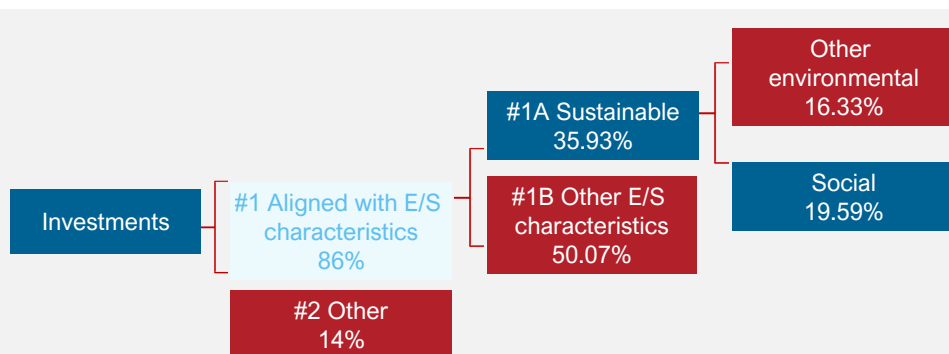 Investments
#1 Aligned with E/S
characteristics
86%
#2 Other
14%
#1A Sustainable
35.93%
#1B Other E/S
characteristics
50.07%
Other
environmental
16.33%
Social
19.59%